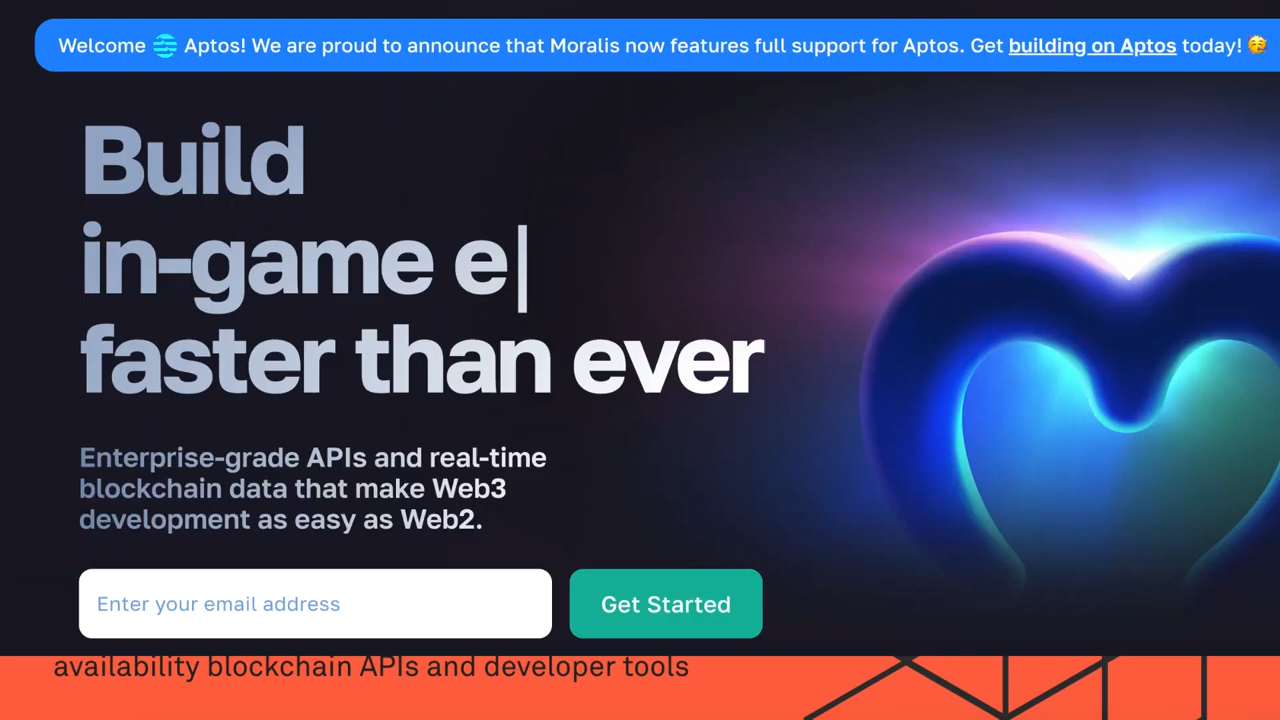 Welcome Aptos! We are proud to announce that Moralis now features full support for Aptos. Get building on Aptos today! 🥳
Build
in-game e|
faster than ever
Enterprise-grade APIs and real-time
blockchain data that make Web3
development as easy as Web2.
Enter your email address
Get Started
availability blockchain APIs and developer tools